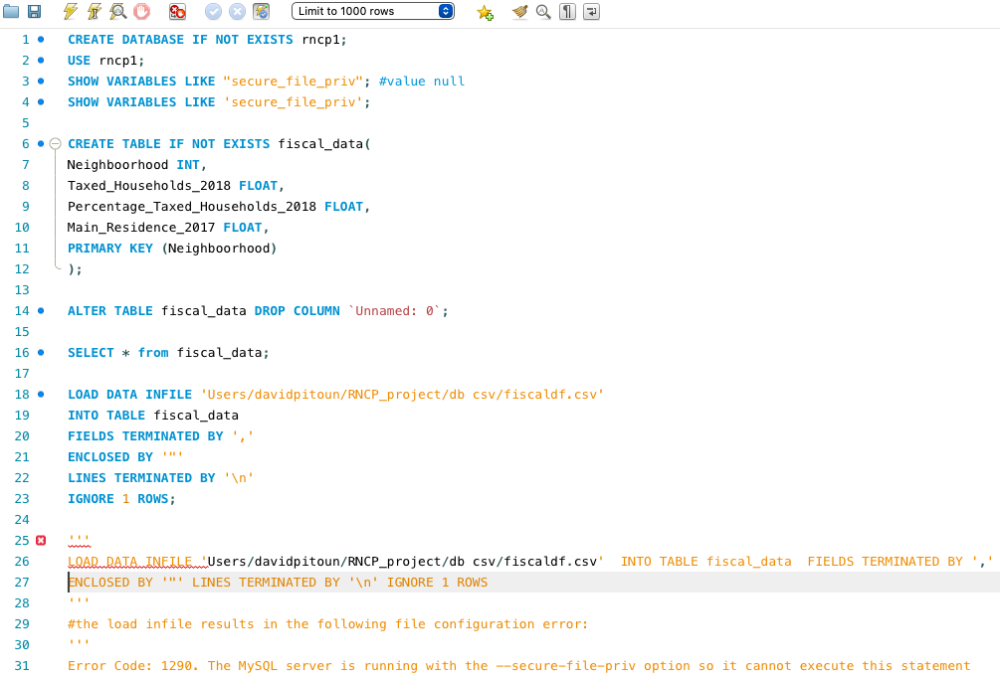 Limit to 1000 rows
1 CREATE DATABASE IF NOT EXISTS rncp1;
2 USE rncp1;
3 SHOW VARIABLES LIKE "secure_file_priv"; #value null
4 SHOW VARIABLES LIKE 'secure_file_priv';
5
6 CREATE TABLE IF NOT EXISTS fiscal_data(
7 Neighboorhood INT,
8 Taxed_Households_2018 FLOAT,
9 Percentage_Taxed_Households_2018 FLOAT,
10 Main_Residence_2017 FLOAT,
11 PRIMARY KEY (Neighboorhood)
12 );
13
14 ALTER TABLE fiscal_data DROP COLUMN `Unnamed: 0`;
15
16 SELECT * from fiscal_data;
17
18 LOAD DATA INFILE 'Users/davidpitoun/RNCP_project/db csv/fiscaldf.csv'
19 INTO TABLE fiscal_data
20 FIELDS TERMINATED BY ','
21 ENCLOSED BY '"'
22 LINES TERMINATED BY '\n'
23 IGNORE 1 ROWS;
24
25 '''
26 LOAD DATA INFILE 'Users/davidpitoun/RNCP_project/db csv/fiscaldf.csv'  INTO TABLE fiscal_data  FIELDS TERMINATED BY ','
27 ENCLOSED BY '"' LINES TERMINATED BY '\n' IGNORE 1 ROWS
28 '''
29 #the load infile results in the following file configuration error:
30 '''
31 Error Code: 1290. The MySQL server is running with the --secure-file-priv option so it cannot execute this statement